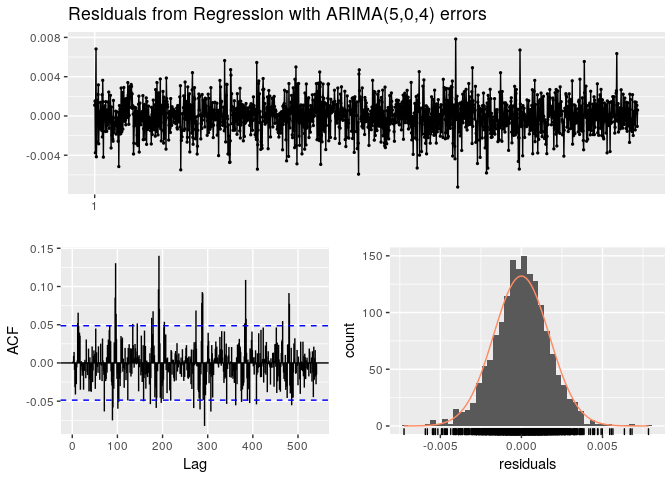 Residuals from Regression with ARIMA(5,0,4) errors
0.008
0.004
0.000
-0.004
1
0.15
0.10
0.05
0.00
-0.05
ACF
0 100 200 300 400 500
Lag
150
100
50
0
count
-0.005 0.000 0.005
residuals